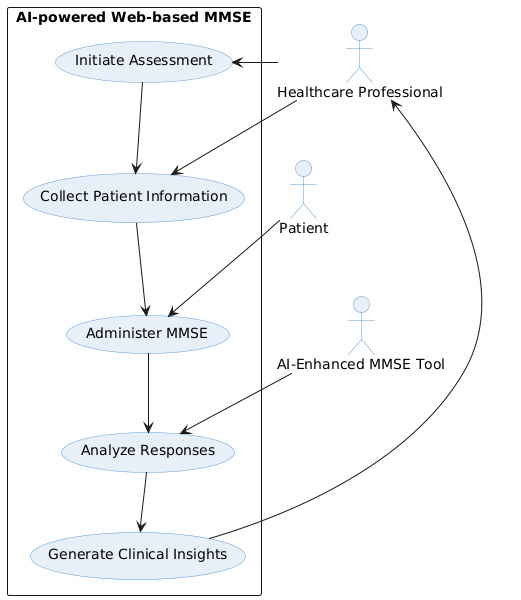 AI-powered Web-based MMSE
Initiate Assessment
Healthcare Professional
Collect Patient Information
Patient
Administer MMSE
AI-Enhanced MMSE Tool
Analyze Responses
Generate Clinical Insights